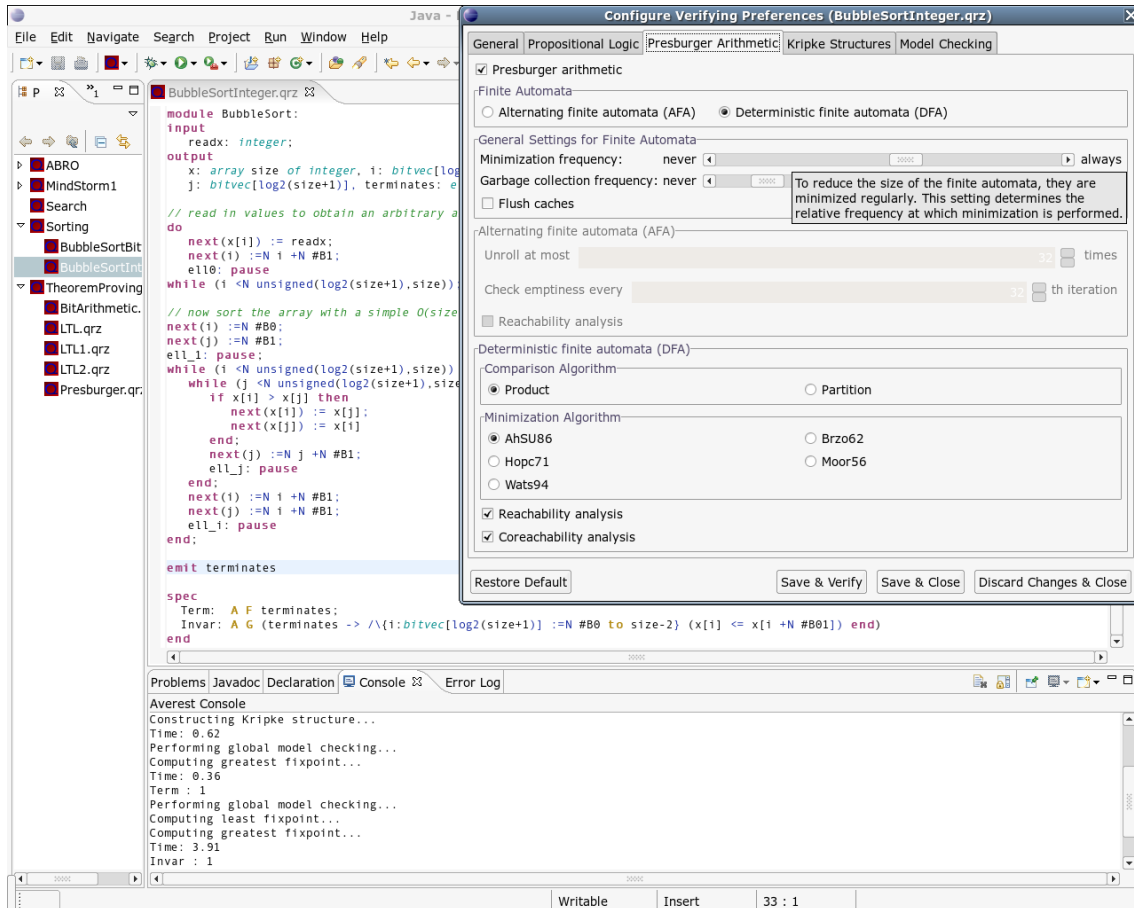 Java -
File Edit Navigate Search Project Run Window Help
P
"1
ABRO
MindStorm1
Search
Sorting
BubbleSortBit
BubbleSortInt
TheoremProving
BitArithmetic.
LTL.qrz
LTL1.qrz
LTL2.qrz
Presburger.qrz
BubbleSortInteger.qrz
module BubbleSort:
input
readx: integer;
output
x: array size of integer, i: bitvec[log
j: bitvec[log2(size+1)], terminates: e
// read in values to obtain an arbitrary a
do
next(x[i]) := readx;
next(i) :=N i +N #B1;
ell0: pause
while (i <N unsigned(log2(size+1),size));
// now sort the array with a simple O(size
next(i) :=N #B0;
next(j) :=N #B1;
ell_1: pause;
while (i <N unsigned(log2(size+1),size))
while (j <N unsigned(log2(size+1),size
if x[i] > x[j] then
next(x[i]) := x[j];
next(x[j]) := x[i]
end;
next(j) :=N j +N #B1;
ell_j: pause
end;
next(i) :=N i +N #B1;
next(j) :=N i +N #B1;
ell_i: pause
end;
emit terminates
spec
Term: A F terminates;
Invar: A G (terminates -> /\{i:bitvec[log2(size+1)] :=N #B0 to size-2} (x[i] <= x[i +N #B01]) end)
end
Configure Verifying Preferences (BubbleSortInteger.qrz)
General Propositional Logic Presburger Arithmetic Kripke Structures Model Checking
Presburger arithmetic
Finite Automata
Alternating finite automata (AFA) Deterministic finite automata (DFA)
General Settings for Finite Automata
Minimization frequency: never always
Garbage collection frequency: never
To reduce the size of the finite automata, they are
minimized regularly. This setting determines the
relative frequency at which minimization is performed.
Flush caches
Alternating finite automata (AFA)
Unroll at most 32 times
Check emptiness every 32 th iteration
Reachability analysis
Deterministic finite automata (DFA)
Comparison Algorithm
Product Partition
Minimization Algorithm
AhSU86 Brzo62
Hopc71 Moor56
Wats94
Reachability analysis
Coreachability analysis
Restore Default Save & Verify Save & Close Discard Changes & Close
Problems Javadoc Declaration Console Error Log
Averest Console
Constructing Kripke structure...
Time: 0.62
Performing global model checking...
Computing greatest fixpoint...
Time: 0.36
Term : 1
Performing global model checking...
Computing least fixpoint...
Computing greatest fixpoint...
Time: 3.91
Invar : 1
Writable Insert 33 : 1